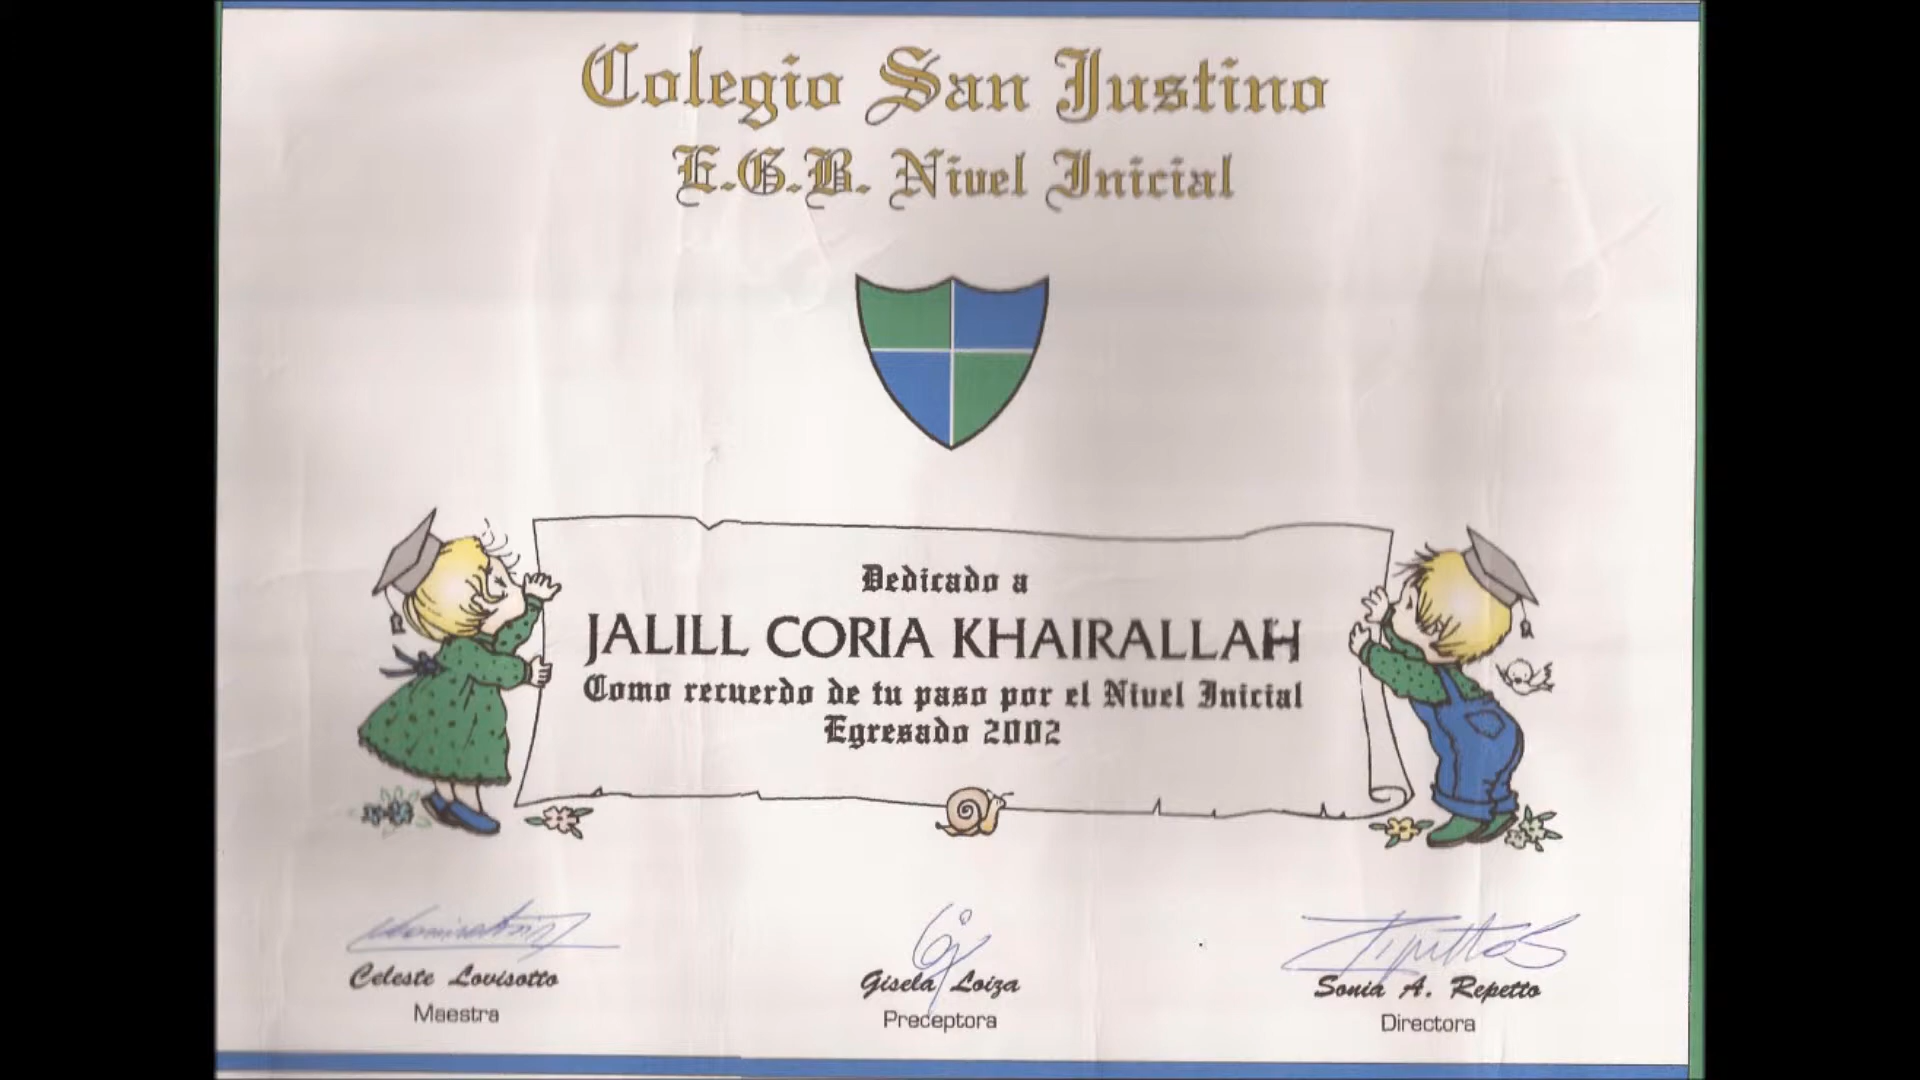 Colegio San Justino
E.G.B. Nivel Inicial
Dedicado a
JALILL CORIA KHAIRALLAH
Como recuerdo de tu paso por el Nivel Inicial
Egresado 2002
Celeste Lovisotto
Maestra
Gisela Loiza
Preceptora
Sonia A. Repetto
Directora